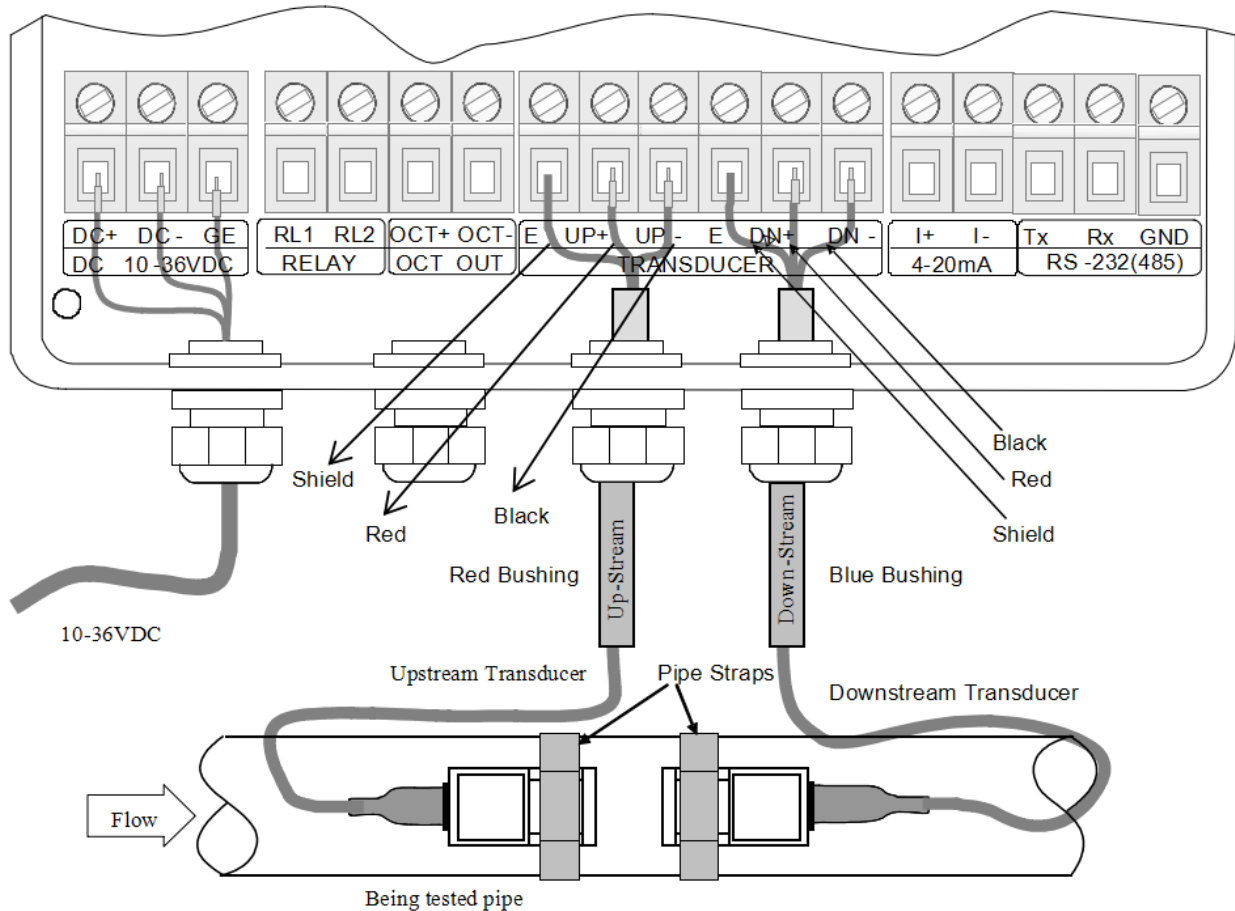 DC+ DC- GE
DC 10-36VDC
RL1 RL2
RELAY
OCT+ OCT-
OCT OUT
E UP+ UP- E DN+ DN-
TRANSDUCER
I+ I-
4-20mA
Tx Rx GND
RS-232(485)
Shield
Red
Black
Black
Red
Shield
Red Bushing
Up-Stream
Down-Stream
Blue Bushing
10-36VDC
Upstream Transducer
Pipe Straps
Downstream Transducer
Flow
Being tested pipe